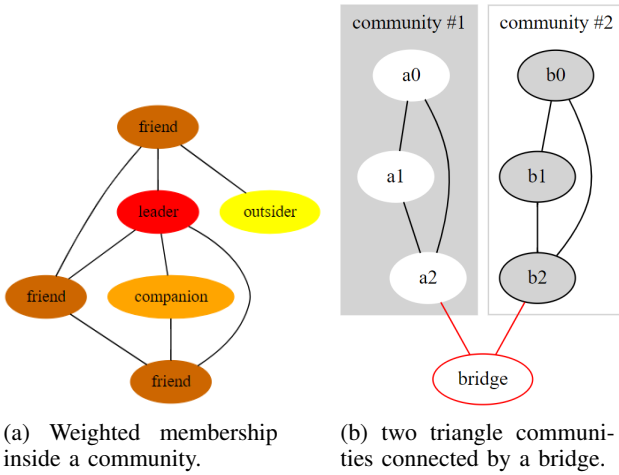 friend
leader
outsider
friend
companion
friend
(a) Weighted membership
inside a community.
community #1
community #2
a0
b0
a1
b1
a2
b2
bridge
(b) two triangle communi-
ties connected by a bridge.